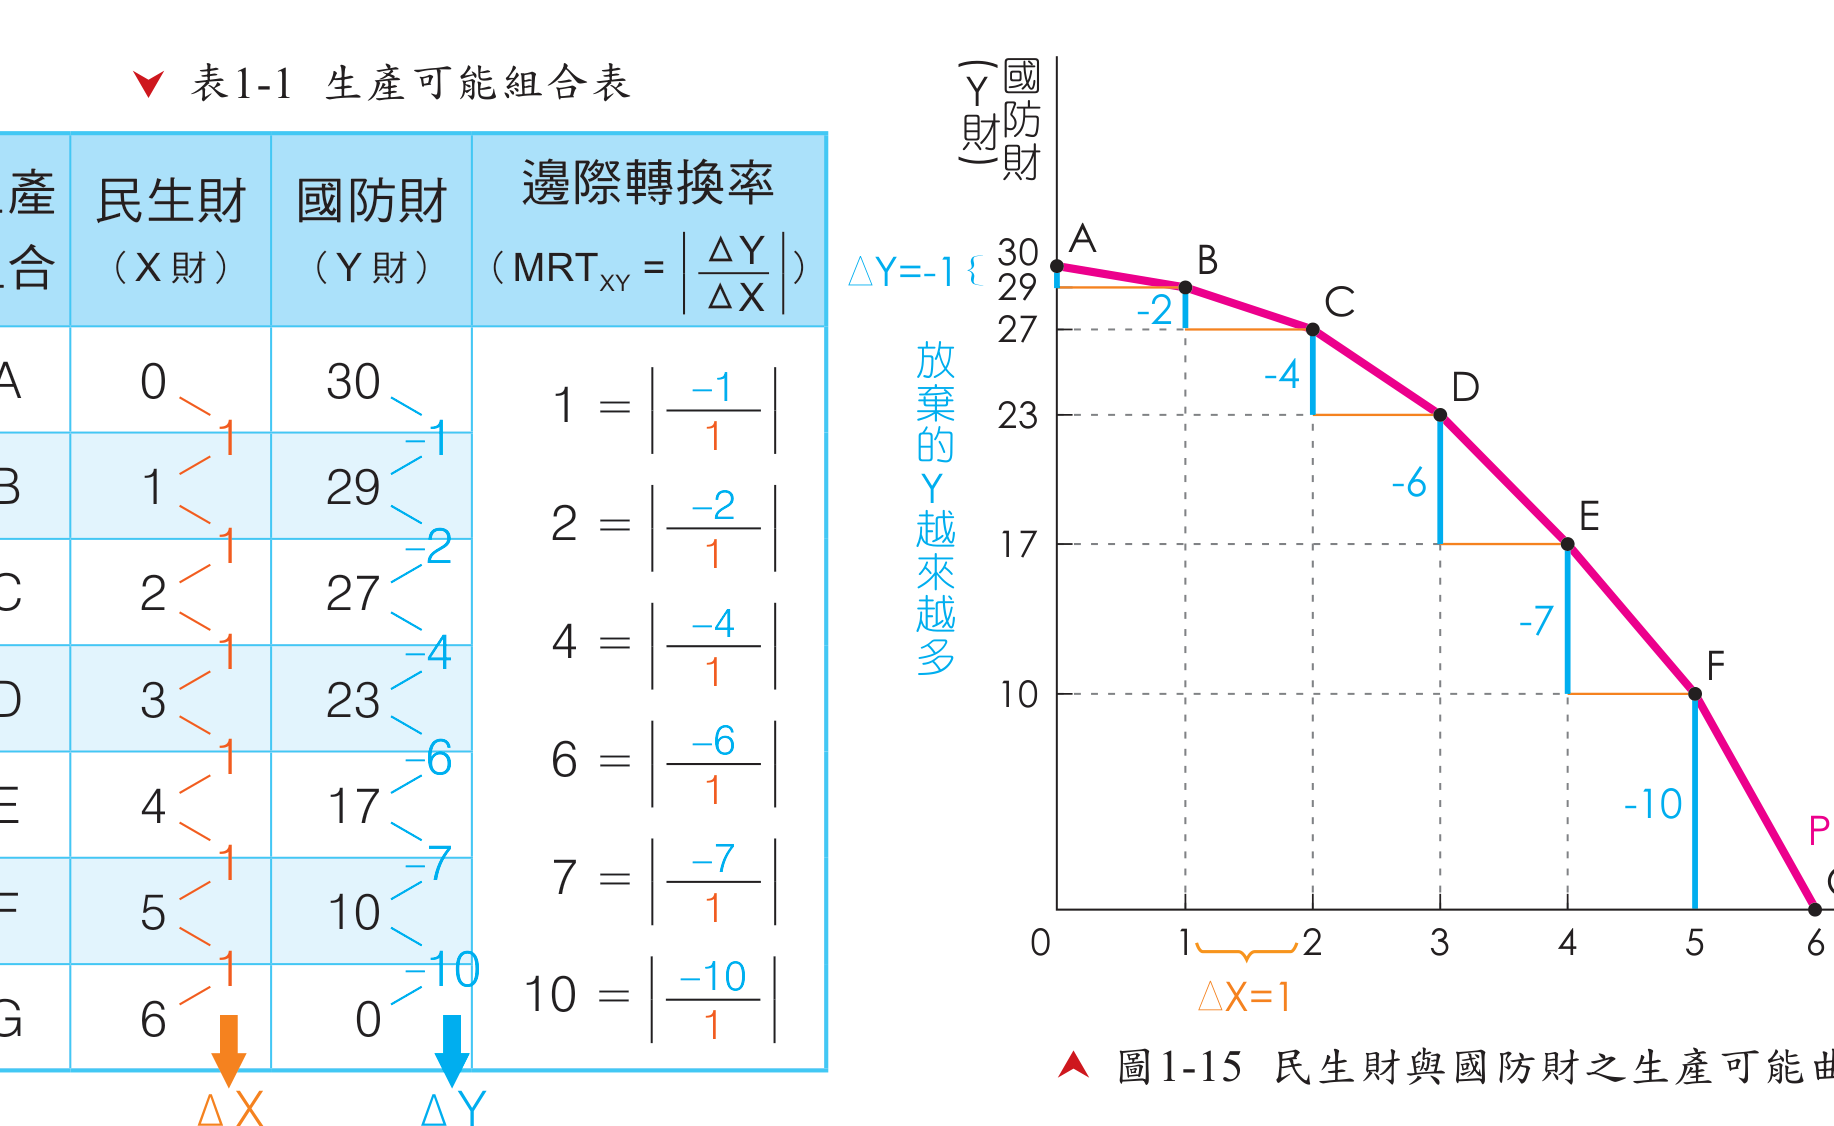 表1-1 生產可能組合表
產 民生財 國防財 邊際轉換率
合 (X財) (Y財) (MRTXY = |ΔY/ΔX|)
A 0 30
1 -1
B 1 29
1 -2
C 2 27
1 -4
D 3 23
1 -6
E 4 17
1 -7
F 5 10
1 -10
G 6 0
ΔX ΔY
1 = |-1/1|
2 = |-2/1|
4 = |-4/1|
6 = |-6/1|
7 = |-7/1|
10 = |-10/1|
國防財
(Y財)
ΔY=-1{
放棄的Y越來越多
30
29
27
23
17
10
A
B
C
D
E
F
-2
-4
-6
-7
-10
P
0 1 2 3 4 5 6
ΔX=1
圖1-15 民生財與國防財之生產可能曲